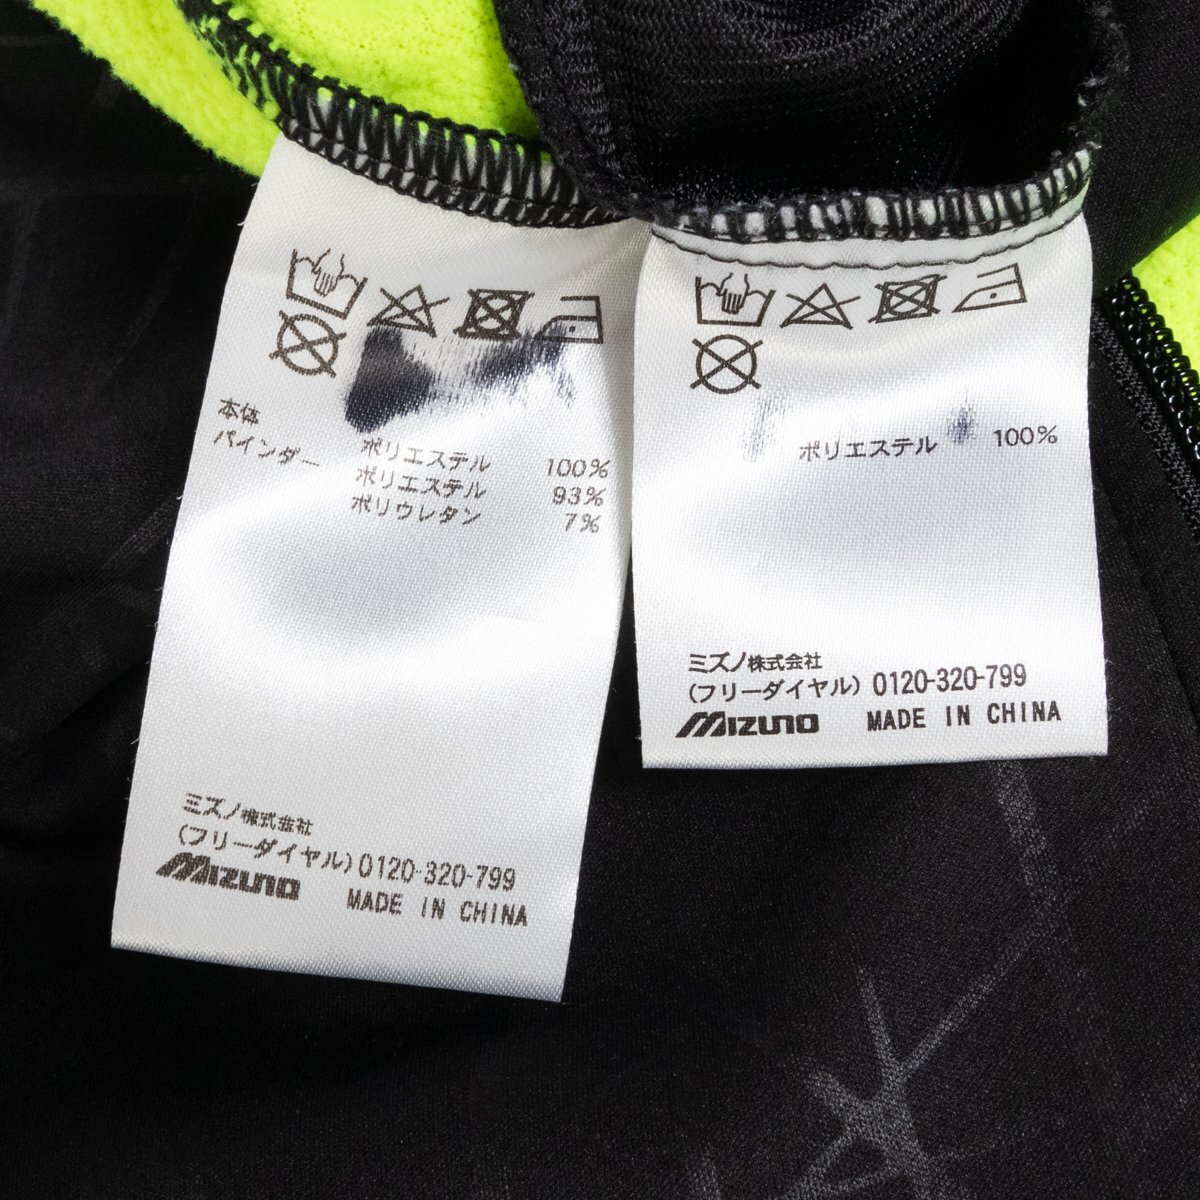 本体 ポリエステル 100%
バインダー ポリエステル 93%
ポリウレタン 7%
ミズノ株式会社
(フリーダイヤル) 0120-320-799
MIZUNO MADE IN CHINA
ポリエステル 100%
ミズノ株式会社
(フリーダイヤル) 0120-320-799
MIZUNO MADE IN CHINA